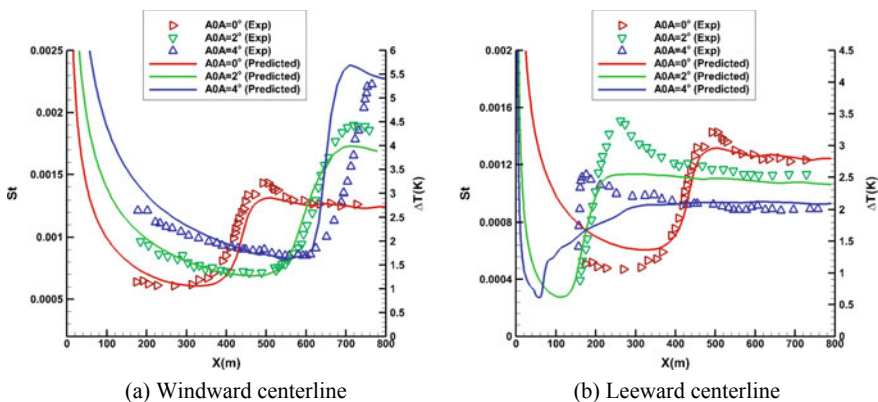 A0A=0° (Exp)
A0A=2° (Exp)
A0A=4° (Exp)
A0A=0° (Predicted)
A0A=2° (Predicted)
A0A=4° (Predicted)
0.0025
0.002
0.0015
0.001
0.0005
St
6
5.5
5
4.5
4
3.5
3
2.5
2
1.5
1
0.5
0
ΔT(K)
0 100 200 300 400 500 600 700 800
X(m)
(a) Windward centerline
A0A=0° (Exp)
A0A=2° (Exp)
A0A=4° (Exp)
A0A=0° (Predicted)
A0A=2° (Predicted)
A0A=4° (Predicted)
0.002
0.0016
0.0012
0.0008
0.0004
St
4.5
4
3.5
3
2.5
2
1.5
1
0.5
0
ΔT(K)
0 100 200 300 400 500 600 700 800
X(m)
(b) Leeward centerline